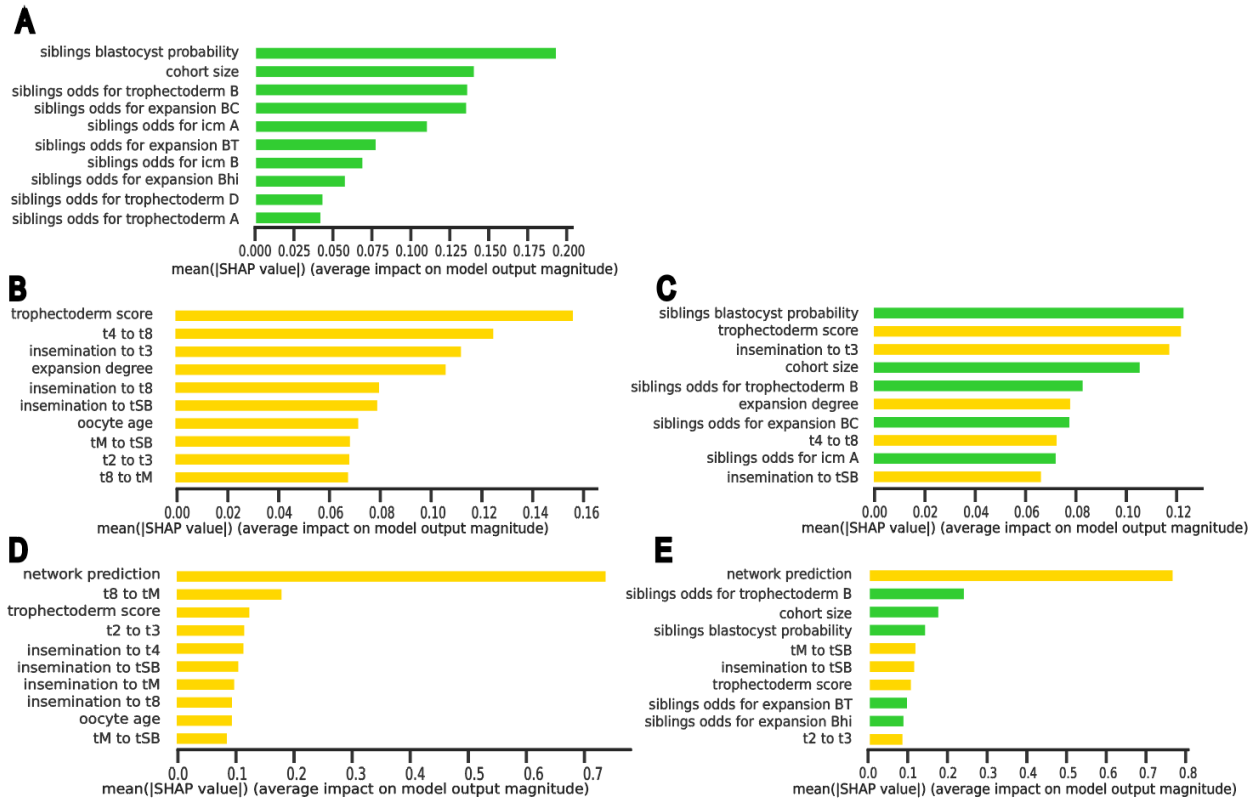 A
siblings blastocyst probability
cohort size
siblings odds for trophectoderm B
siblings odds for expansion BC
siblings odds for icm A
siblings odds for expansion BT
siblings odds for icm B
siblings odds for expansion Bhi
siblings odds for trophectoderm D
siblings odds for trophectoderm A
0.000 0.025 0.050 0.075 0.100 0.125 0.150 0.175 0.200
mean(|SHAP value|) (average impact on model output magnitude)
B
trophectoderm score
t4 to t8
insemination to t3
expansion degree
insemination to t8
insemination to tSB
oocyte age
tM to tSB
t2 to t3
t8 to tM
0.00 0.02 0.04 0.06 0.08 0.10 0.12 0.14 0.16
mean(|SHAP value|) (average impact on model output magnitude)
C
siblings blastocyst probability
trophectoderm score
insemination to t3
cohort size
siblings odds for trophectoderm B
expansion degree
siblings odds for expansion BC
t4 to t8
siblings odds for icm A
insemination to tSB
0.00 0.02 0.04 0.06 0.08 0.10 0.12
mean(|SHAP value|) (average impact on model output magnitude)
D
network prediction
t8 to tM
trophectoderm score
t2 to t3
insemination to t4
insemination to tSB
insemination to tM
insemination to t8
oocyte age
tM to tSB
0.0 0.1 0.2 0.3 0.4 0.5 0.6 0.7
mean(|SHAP value|) (average impact on model output magnitude)
E
network prediction
siblings odds for trophectoderm B
cohort size
siblings blastocyst probability
tM to tSB
insemination to tSB
trophectoderm score
siblings odds for expansion BT
siblings odds for expansion Bhi
t2 to t3
0.0 0.1 0.2 0.3 0.4 0.5 0.6 0.7 0.8
mean(|SHAP value|) (average impact on model output magnitude)